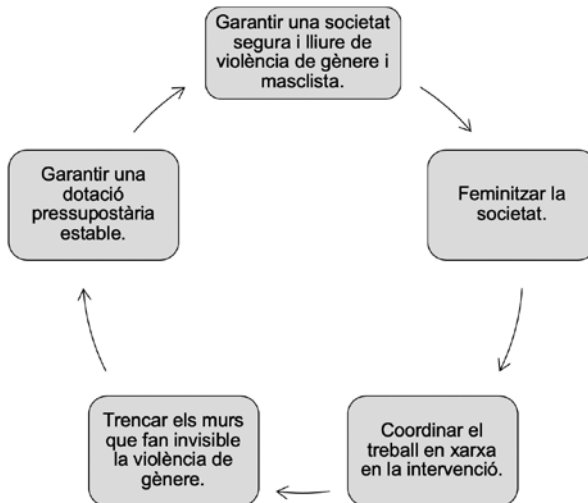 Garantir una societat
segura i lliure de
violència de gènere i
masclista.
Feminitzar la
societat.
Coordinar el
treball en xarxa
en la intervenció.
Trencar els murs
que fan invisible
la violència de
gènere.
Garantir una
dotació
pressupostària
estable.